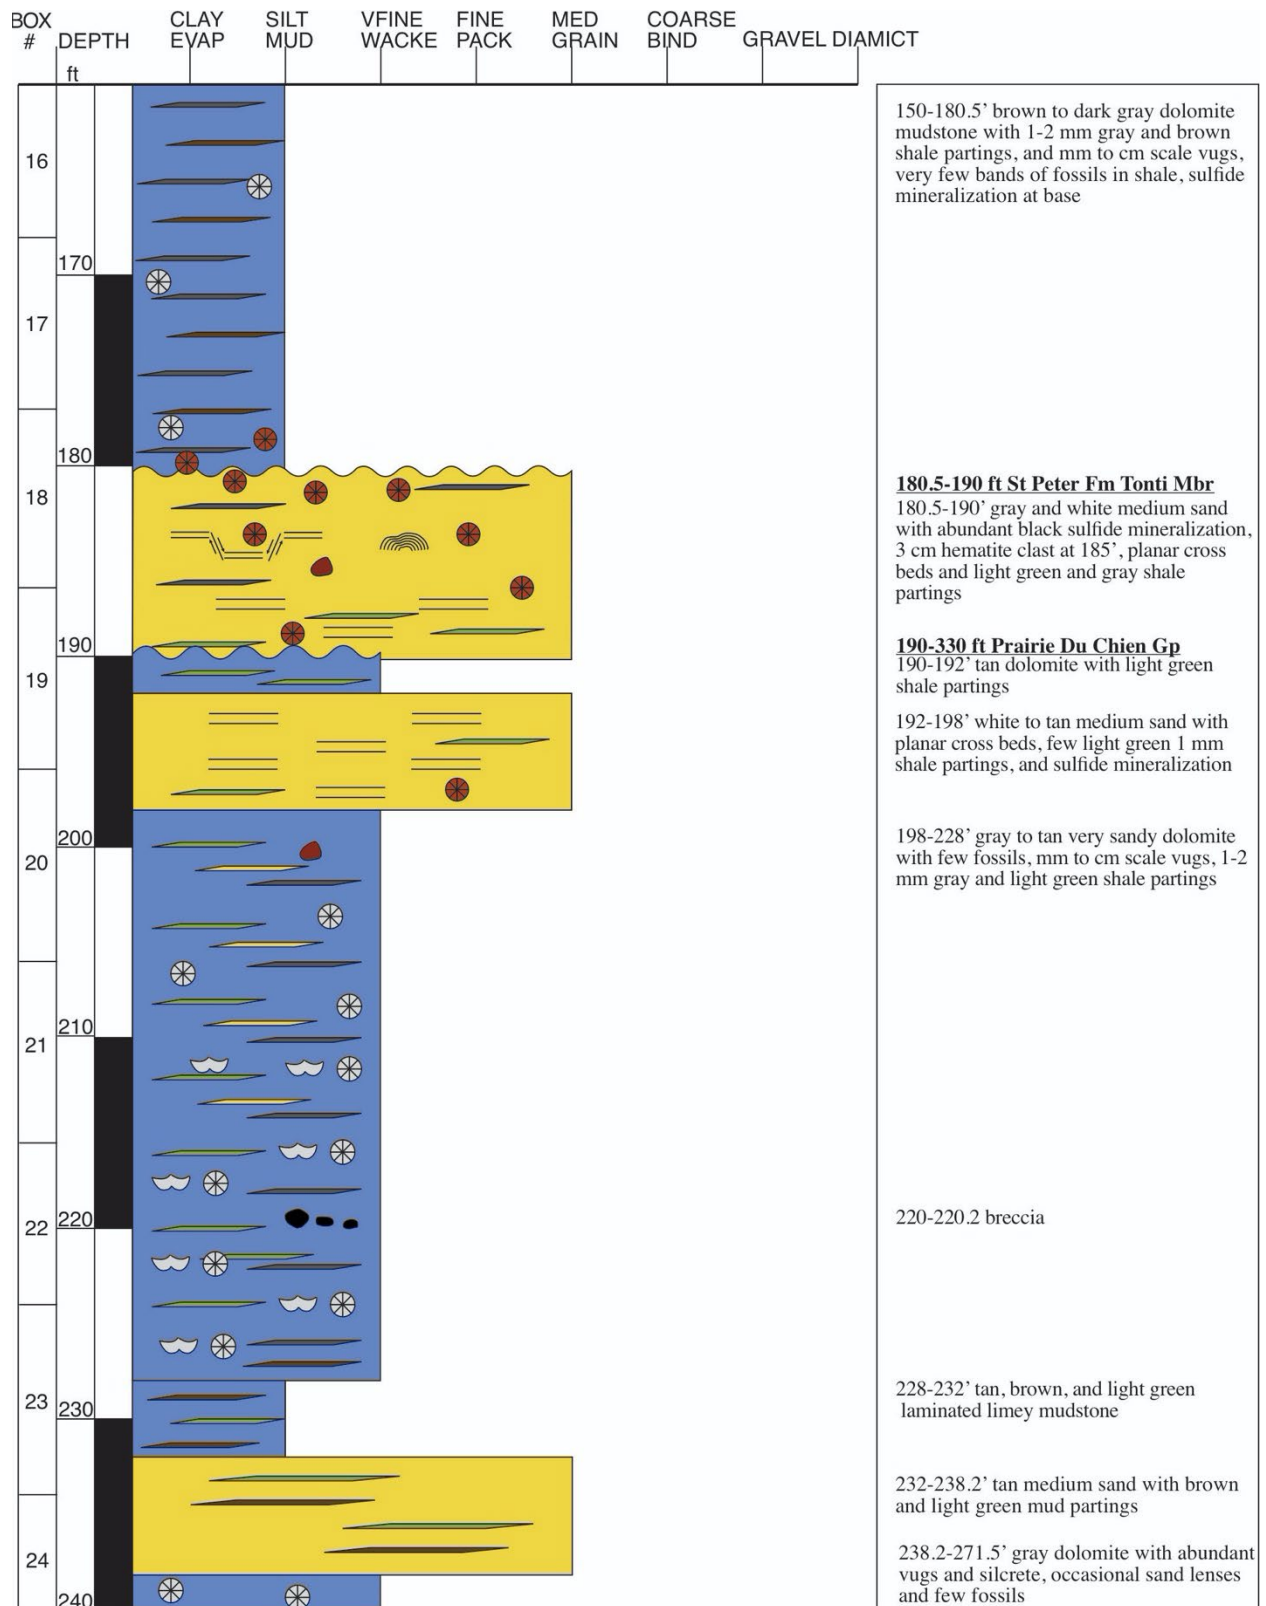 BOX CLAY SILT VFINE FINE MED COARSE
# DEPTH EVAP MUD WACKE PACK GRAIN BIND GRAVEL DIAMICT
ft
16
170
17
180
18
190
19
200
20
210
21
220
22
23
230
24
240
150-180.5’ brown to dark gray dolomite
mudstone with 1-2 mm gray and brown
shale partings, and mm to cm scale vugs,
very few bands of fossils in shale, sulfide
mineralization at base
180.5-190 ft St Peter Fm Tonti Mbr
180.5-190’ gray and white medium sand
with abundant black sulfide mineralization,
3 cm hematite clast at 185’, planar cross
beds and light green and gray shale
partings
190-330 ft Prairie Du Chien Gp
190-192’ tan dolomite with light green
shale partings
192-198’ white to tan medium sand with
planar cross beds, few light green 1 mm
shale partings, and sulfide mineralization
198-228’ gray to tan very sandy dolomite
with few fossils, mm to cm scale vugs, 1-2
mm gray and light green shale partings
220-220.2 breccia
228-232’ tan, brown, and light green
laminated limey mudstone
232-238.2’ tan medium sand with brown
and light green mud partings
238.2-271.5’ gray dolomite with abundant
vugs and silcrete, occasional sand lenses
and few fossils